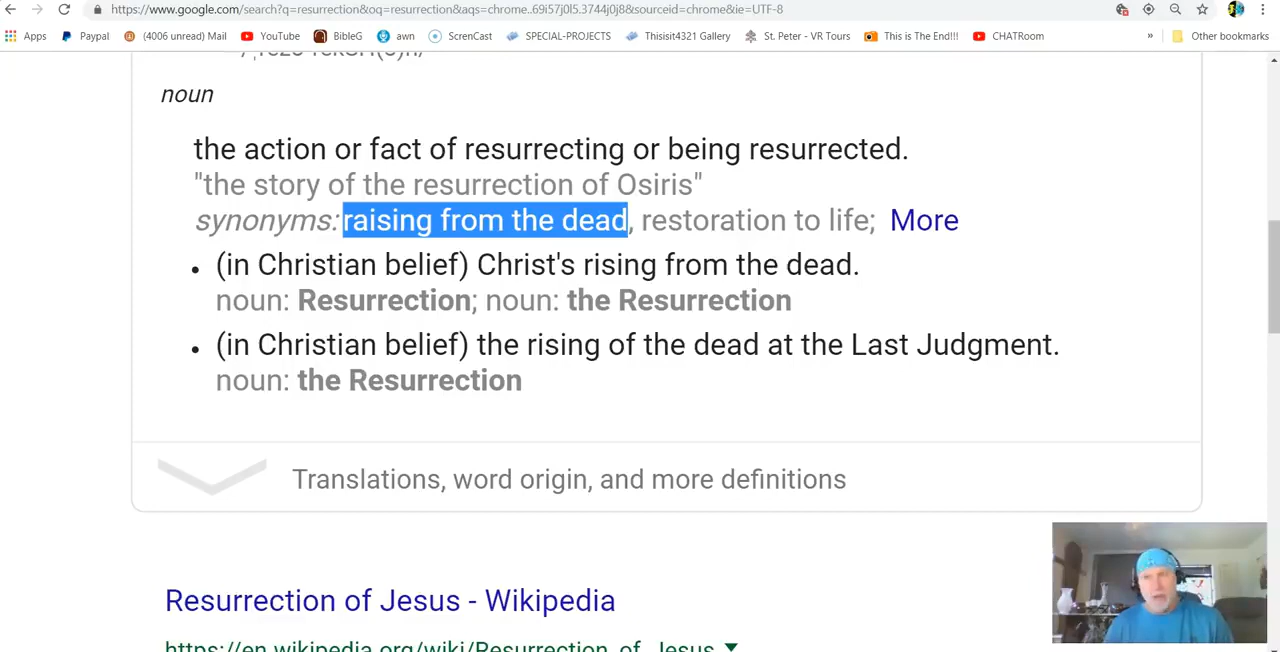 https://www.google.com/search?q=resurrection&oq=resurrection&aqs=chrome..69i57j0l5.3744j0j8&sourceid=chrome&ie=UTF-8
Apps Paypal (4006 unread) Mail YouTube BibleG awn ScrenCast SPECIAL-PROJECTS Thisisit4321 Gallery St. Peter - VR Tours This is The End!!! CHATRoom » Other bookmarks
noun
the action or fact of resurrecting or being resurrected.
"the story of the resurrection of Osiris"
synonyms: raising from the dead, restoration to life; More
• (in Christian belief) Christ's rising from the dead.
noun: Resurrection; noun: the Resurrection
• (in Christian belief) the rising of the dead at the Last Judgment.
noun: the Resurrection
Translations, word origin, and more definitions
Resurrection of Jesus - Wikipedia
https://en.wikipedia.org/wiki/Resurrection_of_Jesus